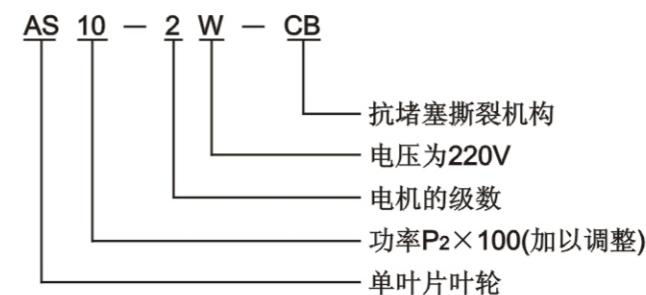 AS 10 - 2 W - CB
抗堵塞撕裂机构
电压为220V
电机的级数
功率P2×100(加以调整)
单叶片叶轮